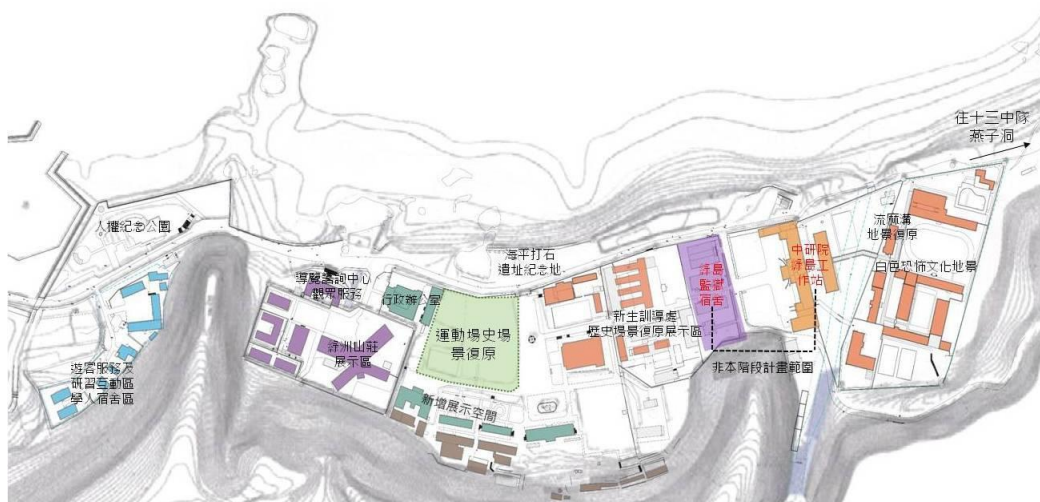 往十三中隊
燕子洞
人權紀念公園
流麻溝
地景復原
海平打石
遺址紀念地
中研院
綠島工
作站
導覽諮詢中心
觀眾服務
綠島
監獄
宿舍
白色恐怖文化地景
行政辦公室
新生訓導處
歷史場景復原展示區
運動場史場
景復原
綠洲山莊
展示區
遊客服務及
研習互動區
學人宿舍區
非本階段計畫範圍
新增展示空間